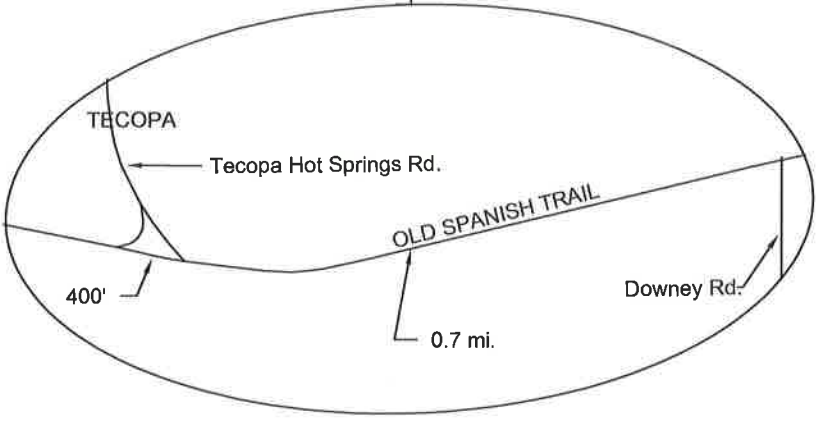 TECOPA
Tecopa Hot Springs Rd.
OLD SPANISH TRAIL
400'
Downey Rd.
0.7 mi.